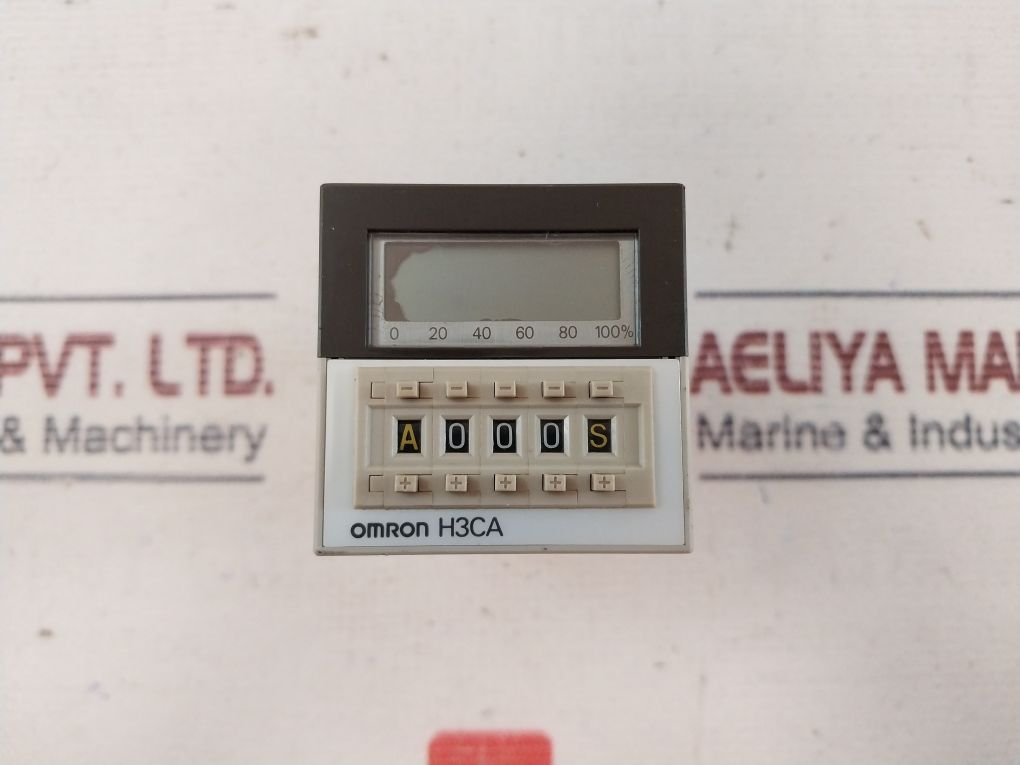 0 20 40 60 80 100%
PVT. LTD.
& Machinery
AELIYA MA
Marine & Indus
- - - - -
A 0 0 0 S
+ + + + +
omron H3CA